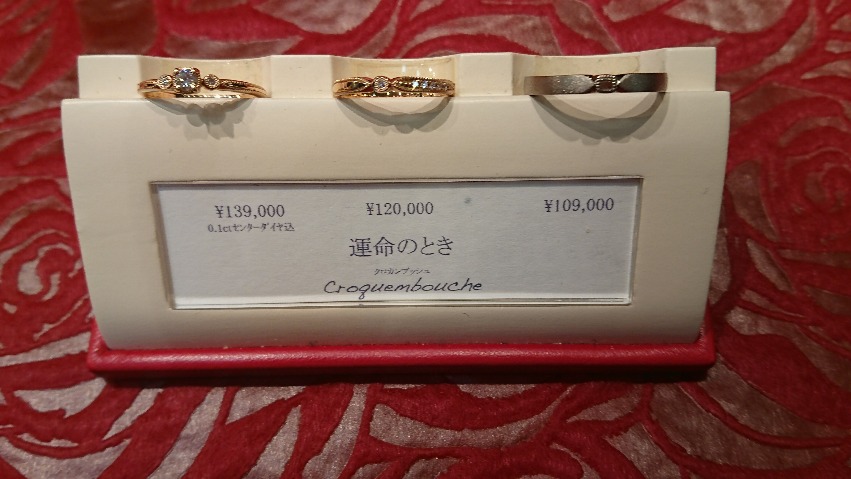 ¥139,000 ¥120,000 ¥109,000
0.1ctセンターダイヤ込
運命のとき
クロカンブッシュ
Croquembouche